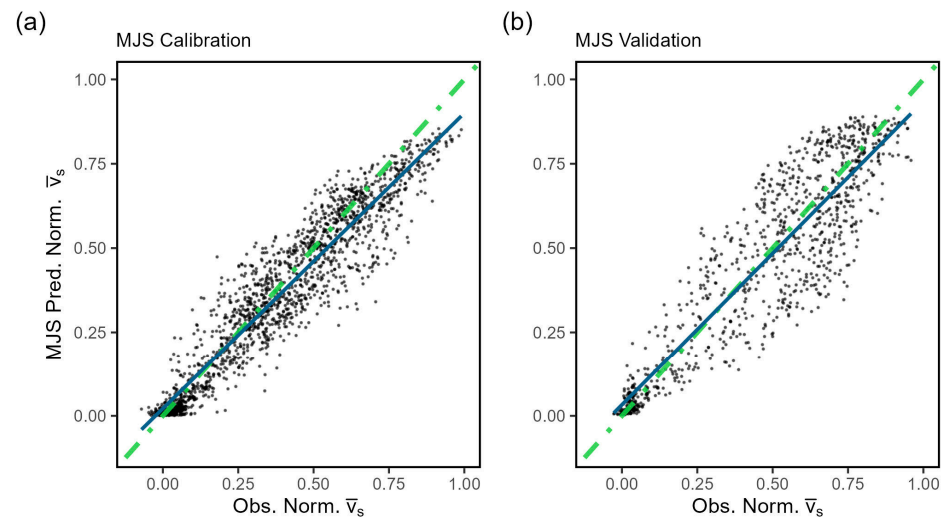 (a)
MJS Calibration
1.00
0.75
0.50
0.25
0.00
MJS Pred. Norm. v̅ₛ
0.00 0.25 0.50 0.75 1.00
Obs. Norm. v̅ₛ
(b)
MJS Validation
1.00
0.75
0.50
0.25
0.00
0.00 0.25 0.50 0.75 1.00
Obs. Norm. v̅ₛ